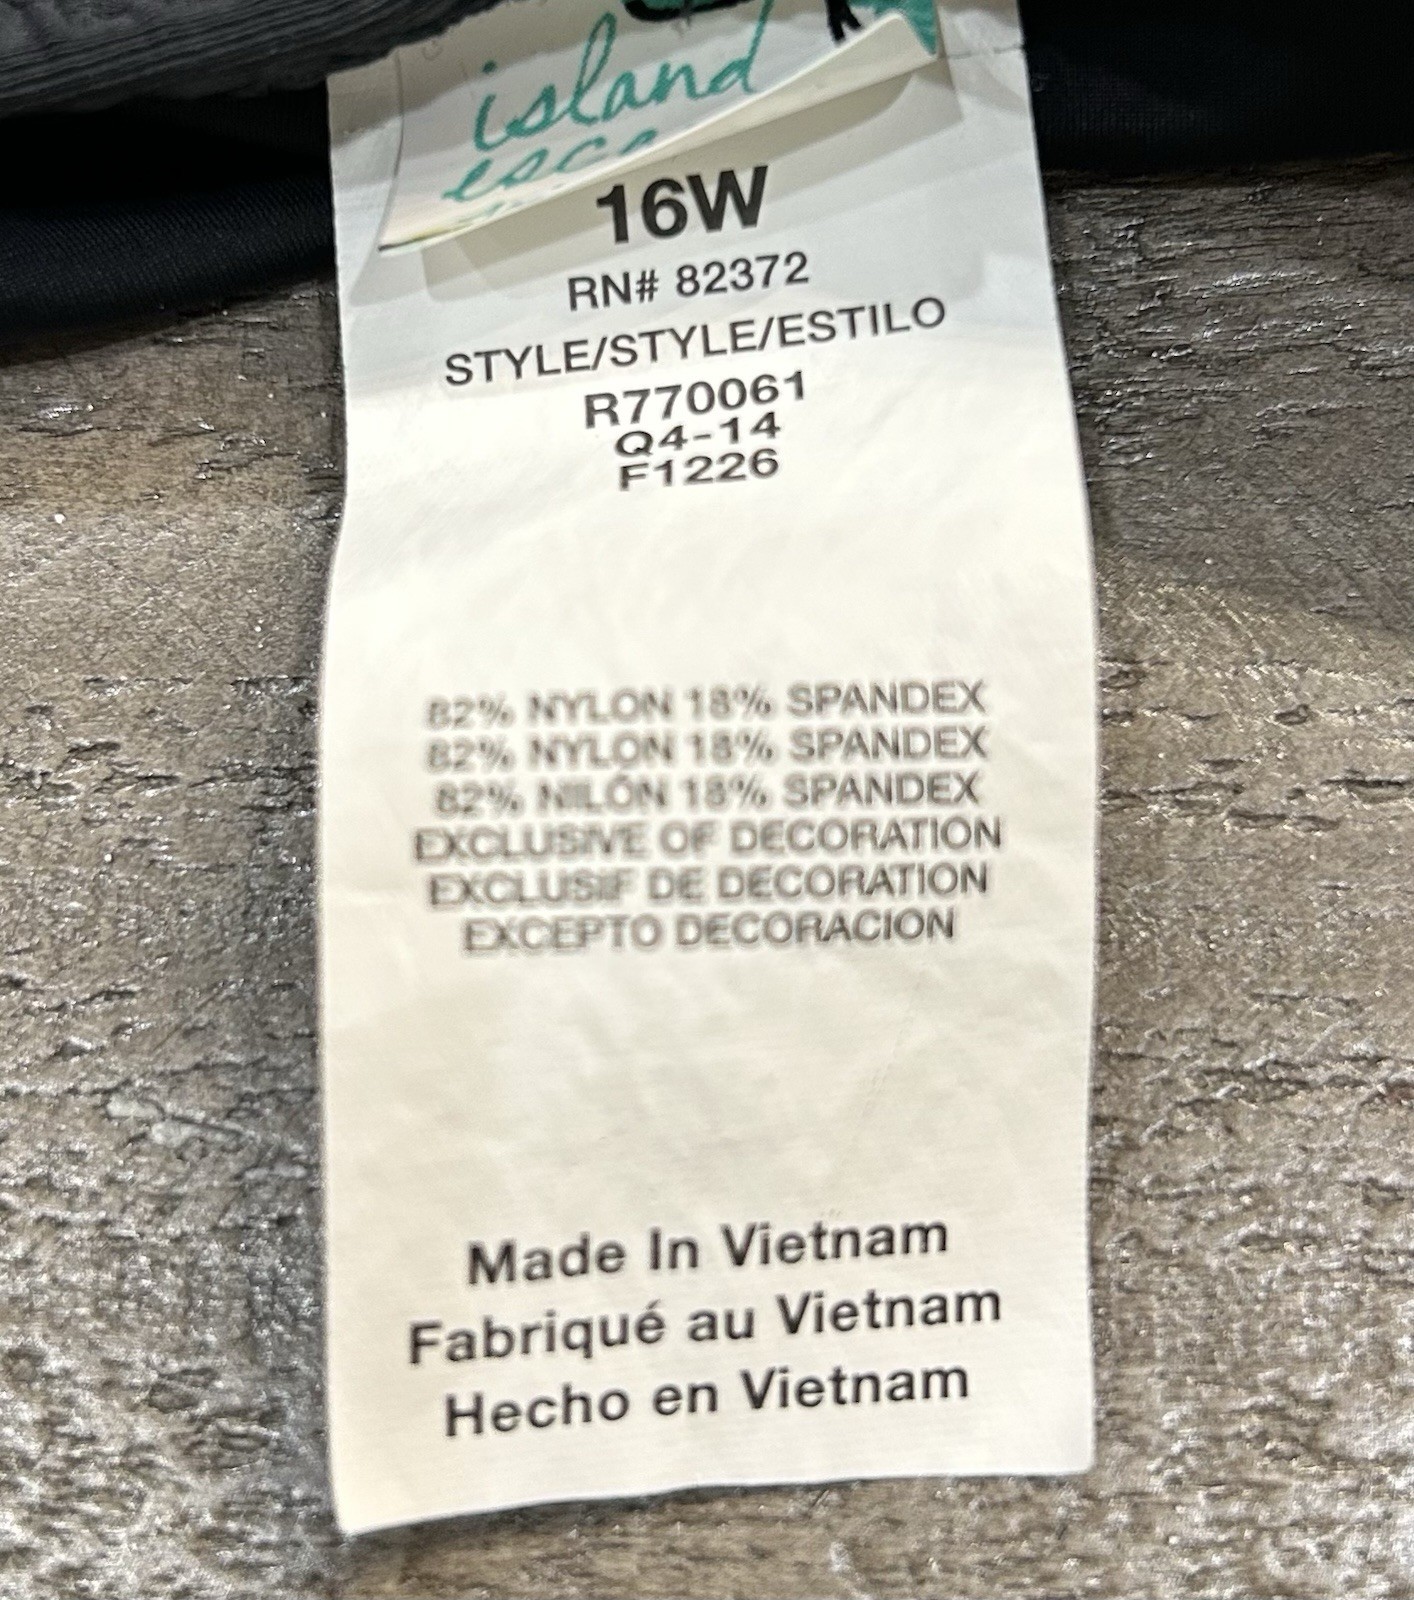 island
16W
RN# 82372
STYLE/STYLE/ESTILO
R770061
Q4-14
F1226
82% NYLON 18% SPANDEX
82% NYLON 18% SPANDEX
82% NILÓN 18% SPANDEX
EXCLUSIVE OF DECORATION
EXCLUSIF DE DECORATION
EXCEPTO DECORACION
Made In Vietnam
Fabriqué au Vietnam
Hecho en Vietnam